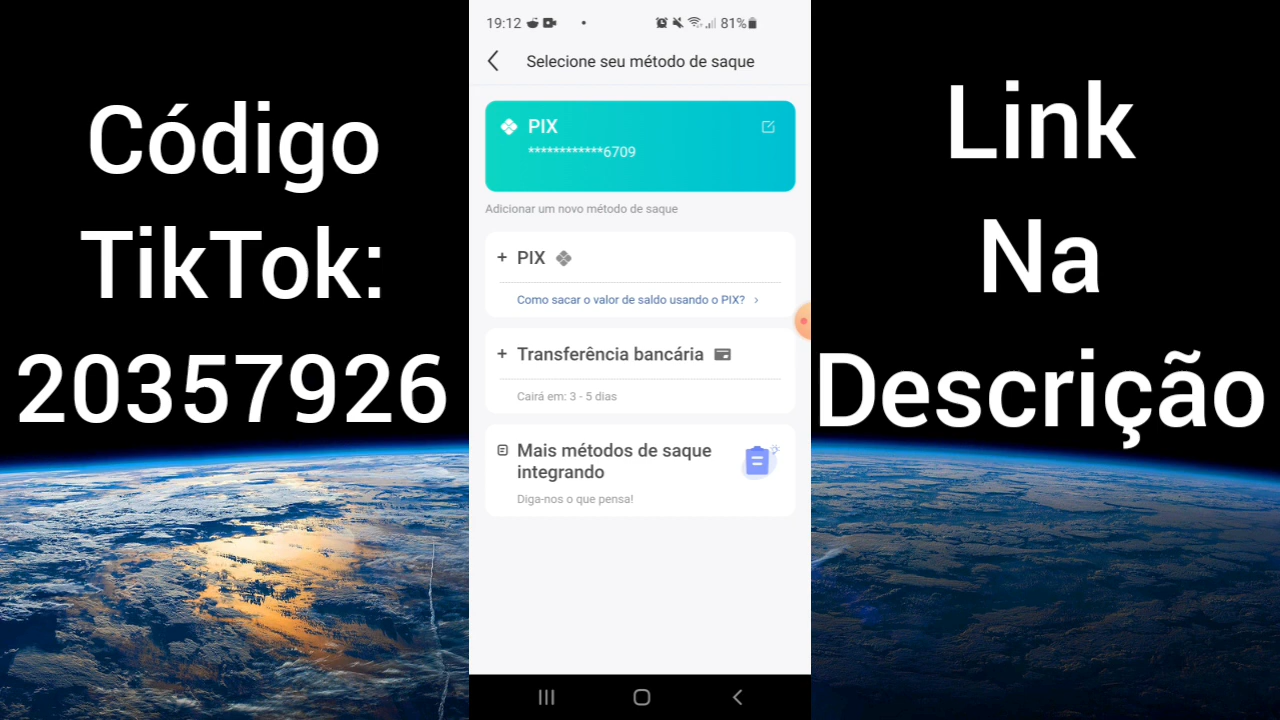 Código
TikTok:
20357926
19:12
81%
Selecione seu método de saque
PIX
************6709
Adicionar um novo método de saque
+ PIX
Como sacar o valor de saldo usando o PIX? >
+ Transferência bancária
Cairá em: 3 - 5 dias
Mais métodos de saque
integrando
Diga-nos o que pensa!
Link
Na
Descrição